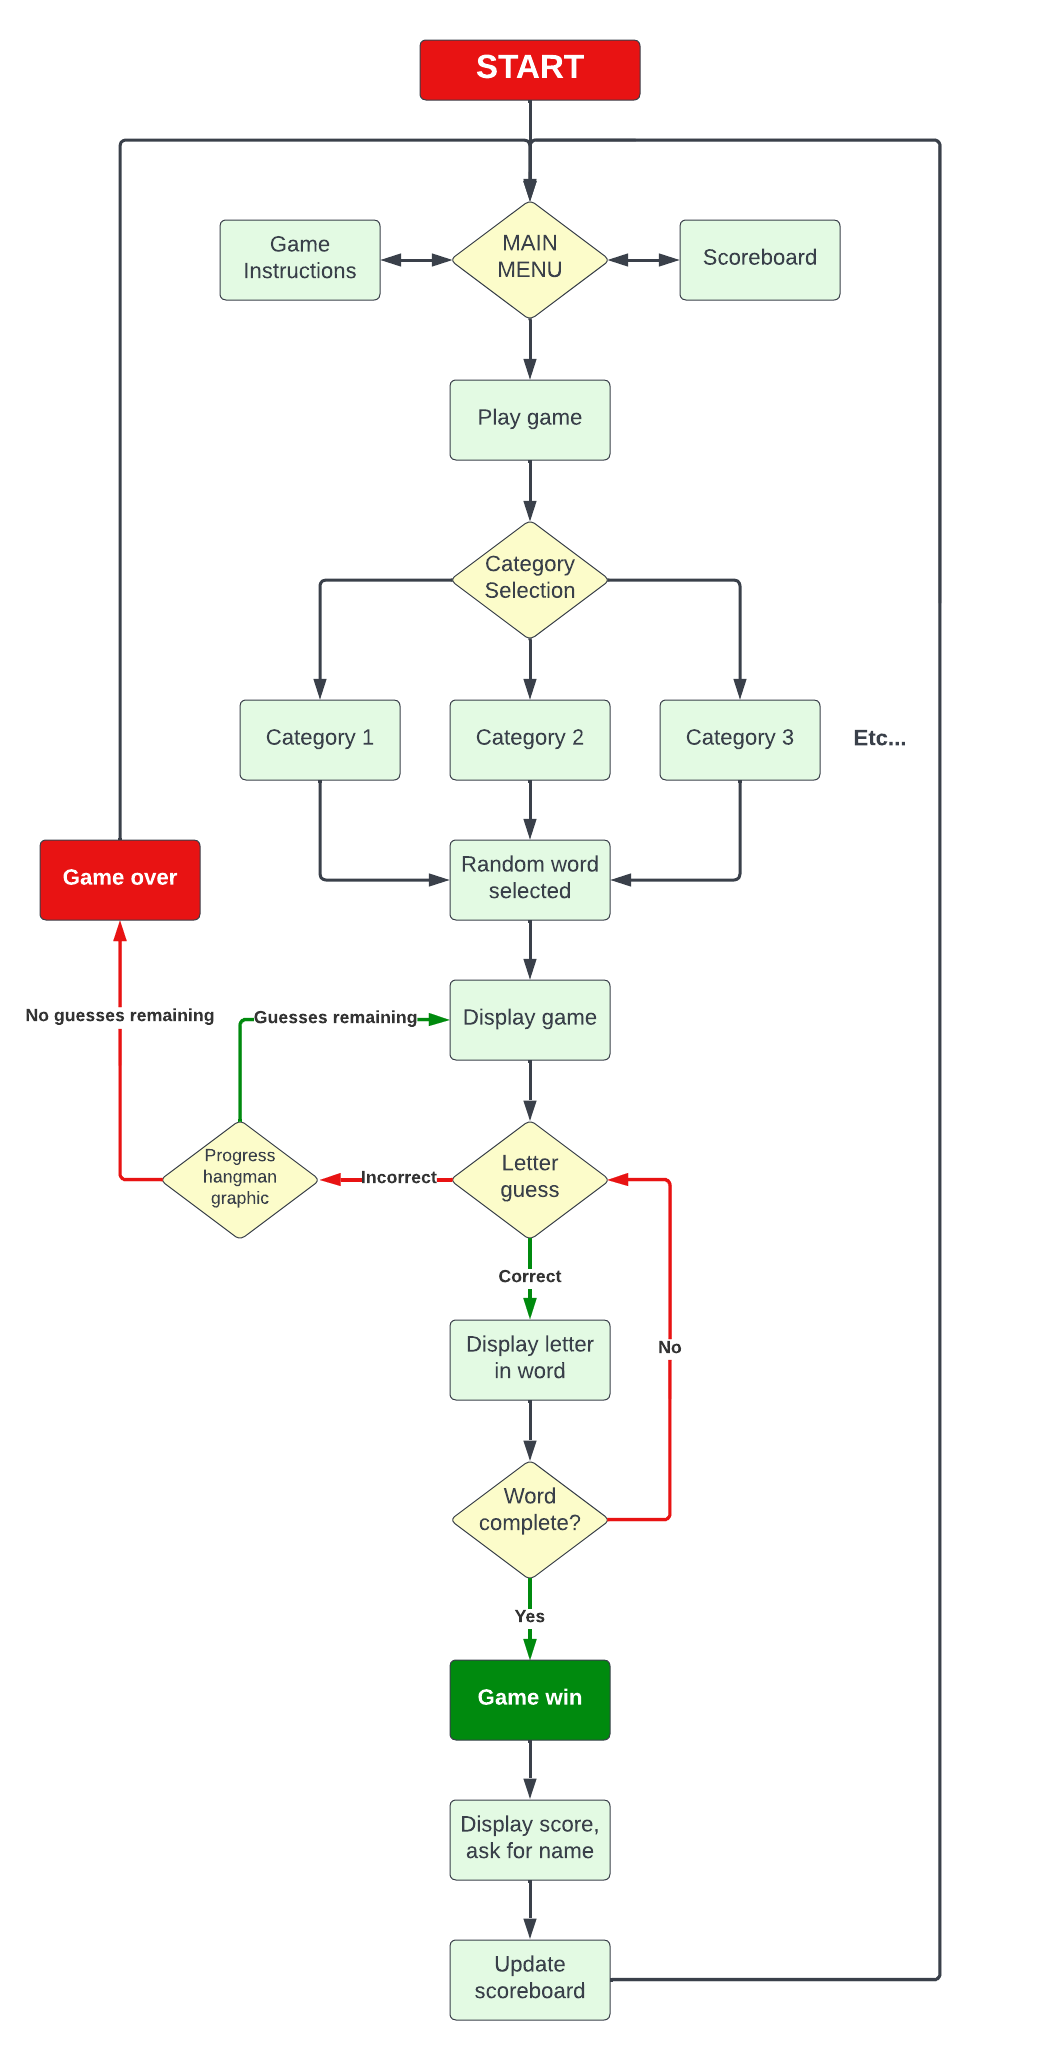 START
Game
Instructions
MAIN
MENU
Scoreboard
Play game
Category
Selection
Category 1
Category 2
Category 3
Etc...
Random word
selected
Game over
No guesses remaining
Guesses remaining
Display game
Progress
hangman
graphic
Incorrect
Letter
guess
Correct
Display letter
in word
No
Word
complete?
Yes
Game win
Display score,
ask for name
Update
scoreboard